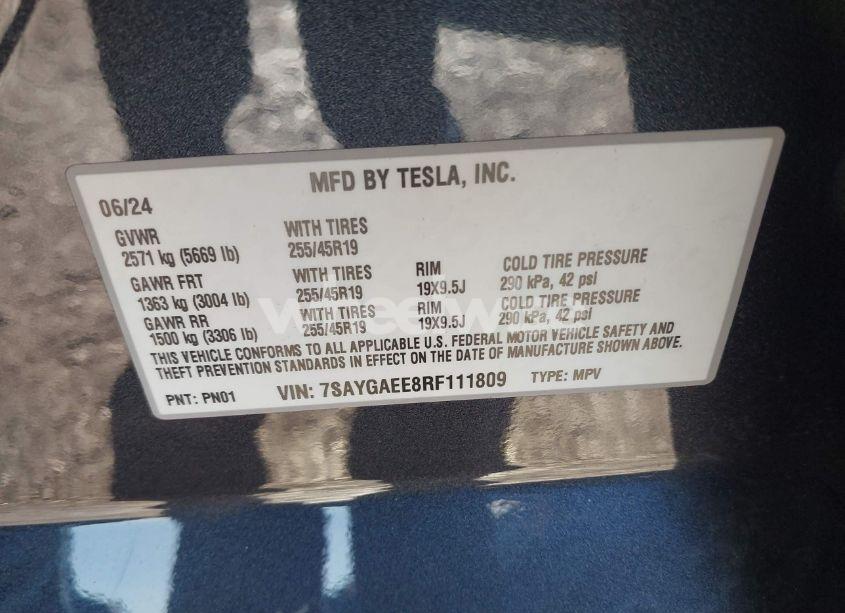 MFD BY TESLA, INC.
06/24
GVWR WITH TIRES
2571 kg (5669 lb) 255/45R19
GAWR FRT WITH TIRES RIM COLD TIRE PRESSURE
1363 kg (3004 lb) 255/45R19 19X9.5J 290 kPa, 42 psi
GAWR RR WITH TIRES RIM COLD TIRE PRESSURE
1500 kg (3306 lb) 255/45R19 19X9.5J 290 kPa, 42 psi
THIS VEHICLE CONFORMS TO ALL APPLICABLE U.S. FEDERAL MOTOR VEHICLE SAFETY AND
THEFT PREVENTION STANDARDS IN EFFECT ON THE DATE OF MANUFACTURE SHOWN ABOVE.
PNT: PN01 VIN: 7SAYGAEE8RF111809 TYPE: MPV